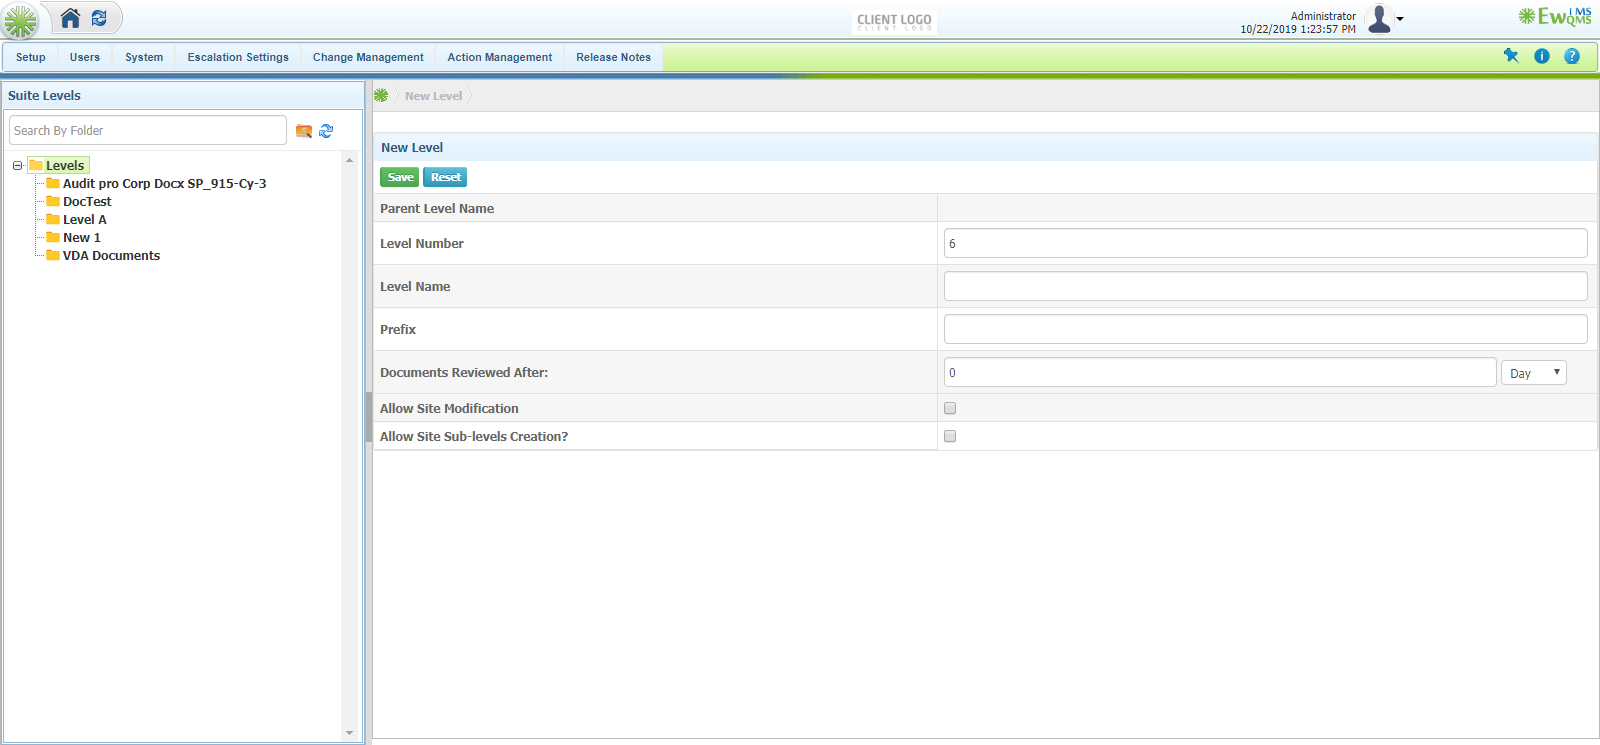 CLIENT LOGO
CLIENT LOGO
Administrator
10/22/2019 1:23:57 PM
EwQMS
LMS
Setup Users System Escalation Settings Change Management Action Management Release Notes
Suite Levels
Search By Folder
Levels
Audit pro Corp Docx SP_915-Cy-3
DocTest
Level A
New 1
VDA Documents
New Level
New Level
Save Reset
Parent Level Name
Level Number 6
Level Name
Prefix
Documents Reviewed After: 0 Day
Allow Site Modification
Allow Site Sub-levels Creation?